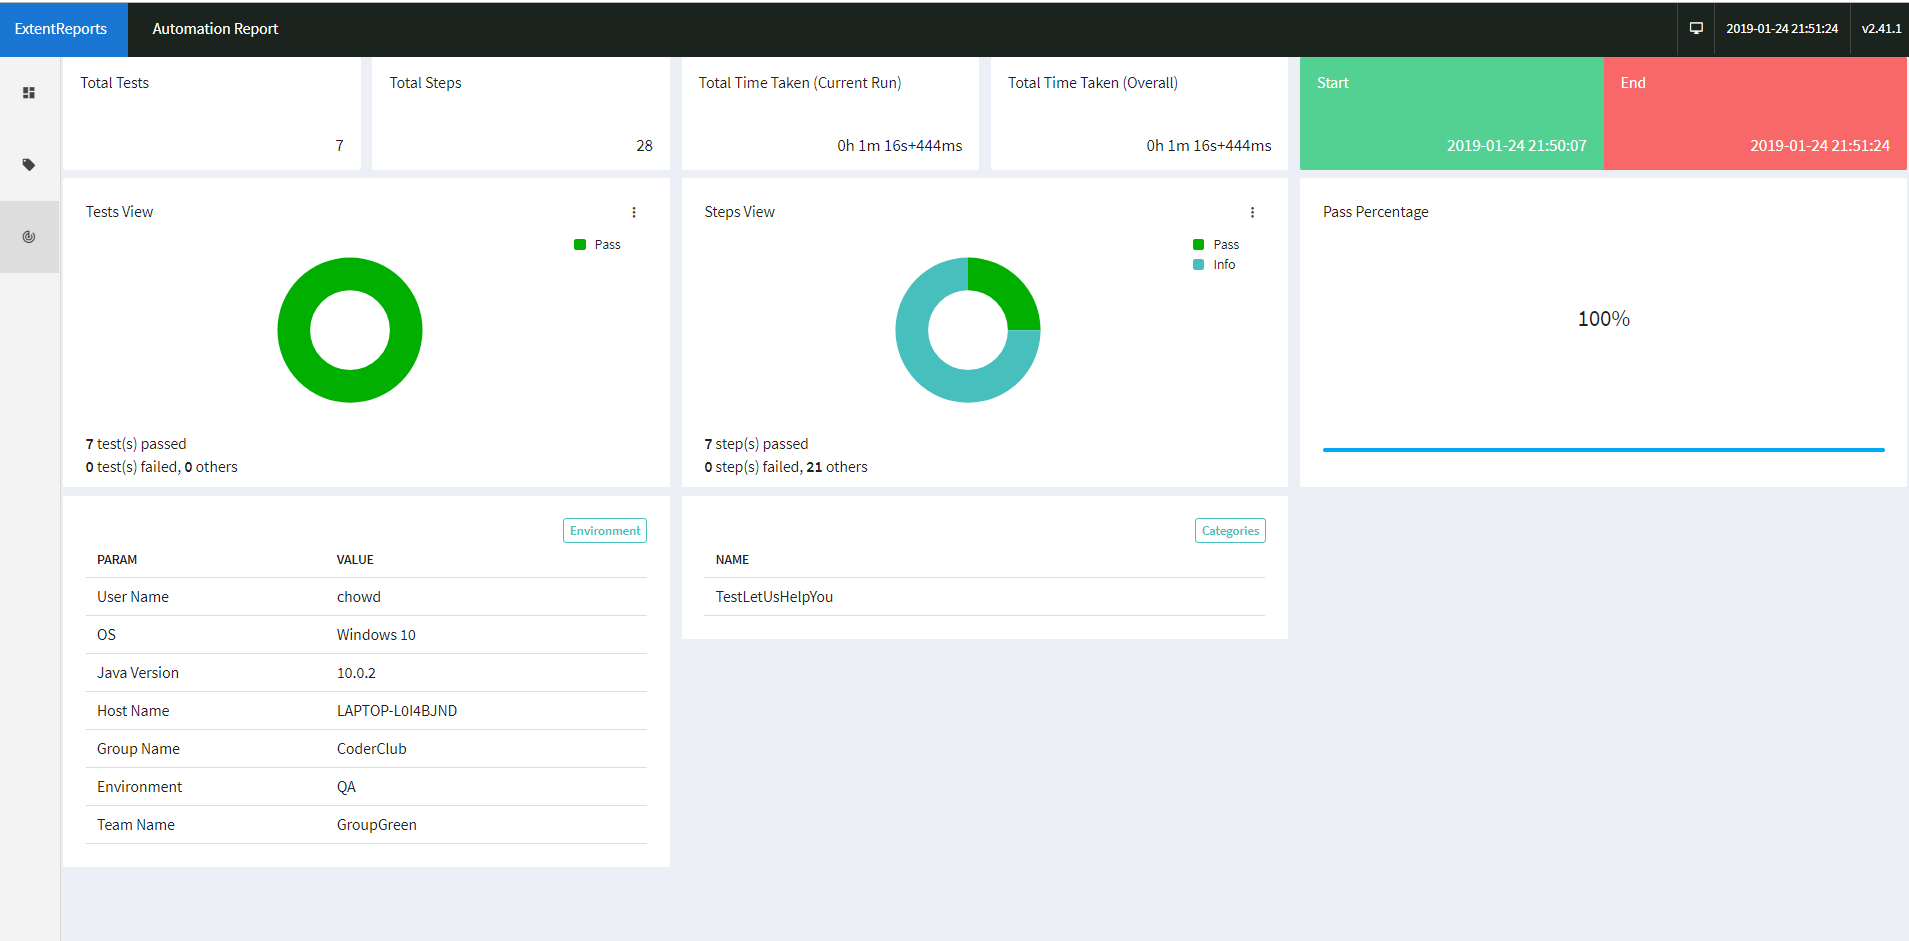 ExtentReports
Automation Report
2019-01-24 21:51:24
v2.41.1
Total Tests
7
Total Steps
28
Total Time Taken (Current Run)
0h 1m 16s+444ms
Total Time Taken (Overall)
0h 1m 16s+444ms
Start
2019-01-24 21:50:07
End
2019-01-24 21:51:24
Tests View
Pass
7 test(s) passed
0 test(s) failed, 0 others
Steps View
Pass
Info
7 step(s) passed
0 step(s) failed, 21 others
Pass Percentage
100%
Environment
PARAM VALUE
User Name chowd
OS Windows 10
Java Version 10.0.2
Host Name LAPTOP-L0I4BJND
Group Name CoderClub
Environment QA
Team Name GroupGreen
Categories
NAME
TestLetUsHelpYou